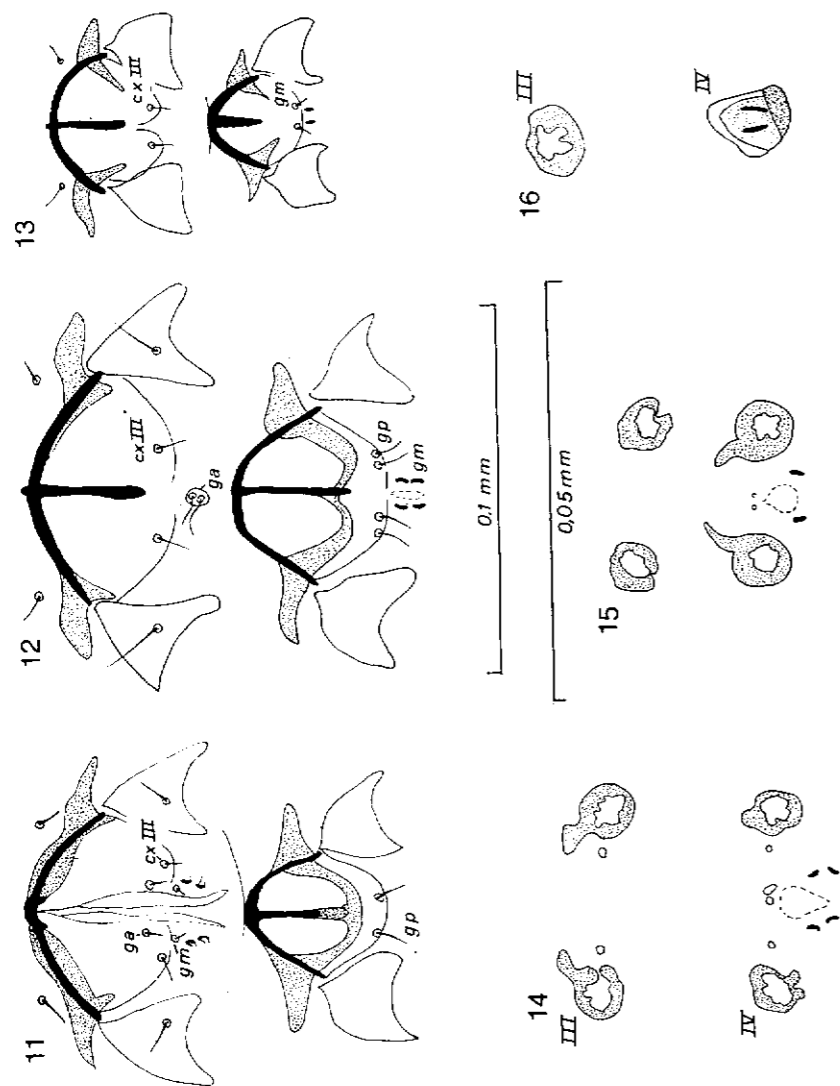 11
cx III
ga
gm
gp
12
cx III
ga
gp
gm
13
cx III
gm
0.1 mm
0,05 mm
14
III
IV
15
16
III
IV